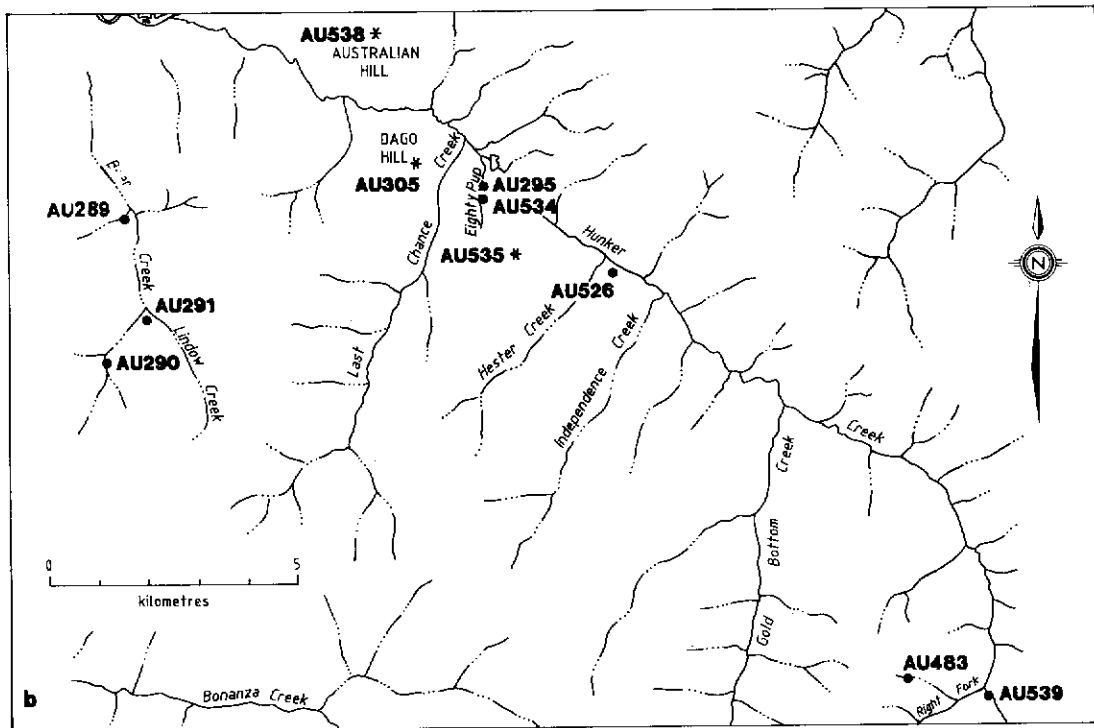 AU538 *
AUSTRALIAN
HILL
DAGO
HILL *
AU305
Creek
Chance
Last
Eighty Pup
AU295
AU534
AU535 *
Hunker
Creek
AU526
Hester Creek
Independence Creek
AU289
Creek
AU291
AU290
Lindow
Creek
Creek
Bottom
Gold
0 5
kilometres
Bonanza Creek
AU483
Right Fork
AU539
N
b